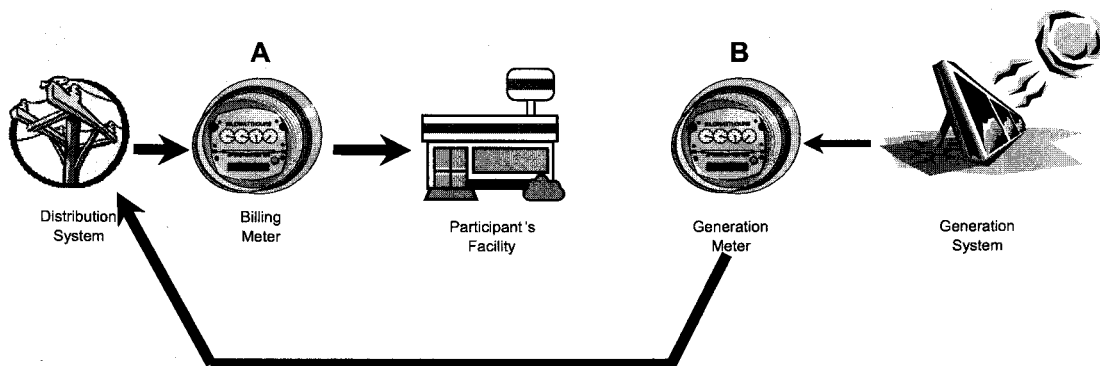 A
B
Distribution
System
Billing
Meter
Participant's
Facility
Generation
Meter
Generation
System